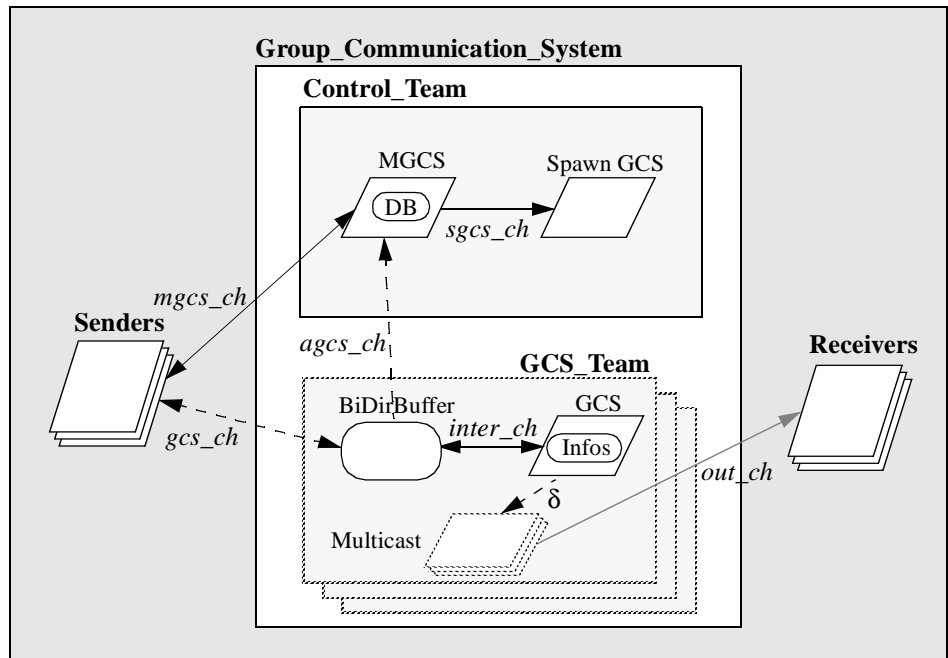 Group_Communication_System
Control_Team
MGCS
Spawn GCS
DB
sgcs_ch
mgcs_ch
Senders
agcs_ch
Receivers
GCS_Team
BiDirBuffer
GCS
gcs_ch
inter_ch
Infos
out_ch
δ
Multicast